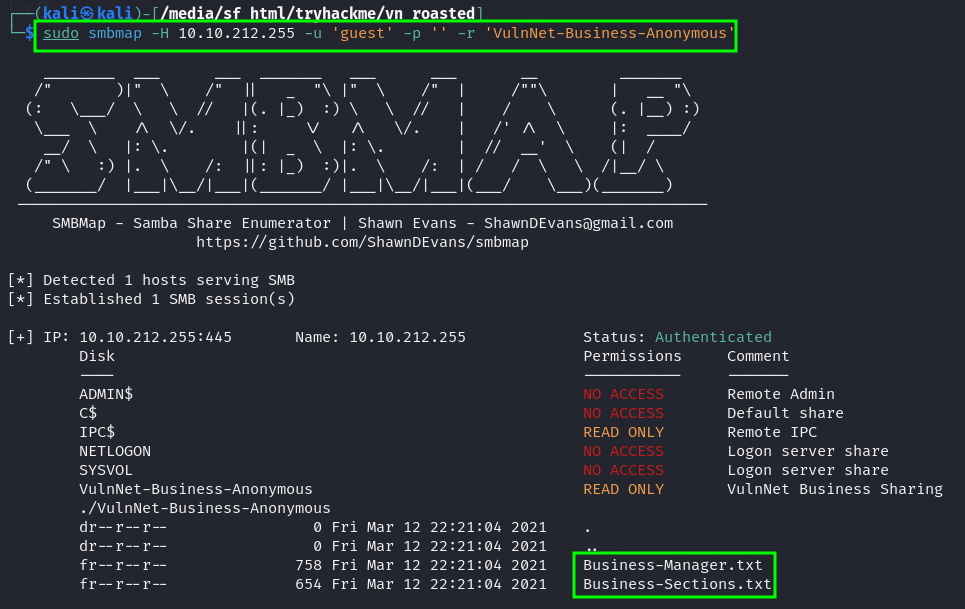 ┌──(kali㉿kali)-[/media/sf_html/tryhackme/vn_roasted]
└─$ sudo smbmap -H 10.10.212.255 -u 'guest' -p '' -r 'VulnNet-Business-Anonymous'
SMBMAP
SMBMap - Samba Share Enumerator | Shawn Evans - ShawnDEvans@gmail.com
https://github.com/ShawnDEvans/smbmap
[*] Detected 1 hosts serving SMB
[*] Established 1 SMB session(s)
[+] IP: 10.10.212.255:445 Name: 10.10.212.255 Status: Authenticated
Disk Permissions Comment
---- ----------- -------
ADMIN$ NO ACCESS Remote Admin
C$ NO ACCESS Default share
IPC$ READ ONLY Remote IPC
NETLOGON NO ACCESS Logon server share
SYSVOL NO ACCESS Logon server share
VulnNet-Business-Anonymous READ ONLY VulnNet Business Sharing
./VulnNet-Business-Anonymous
dr--r--r-- 0 Fri Mar 12 22:21:04 2021 .
dr--r--r-- 0 Fri Mar 12 22:21:04 2021 ..
fr--r--r-- 758 Fri Mar 12 22:21:04 2021 Business-Manager.txt
fr--r--r-- 654 Fri Mar 12 22:21:04 2021 Business-Sections.txt